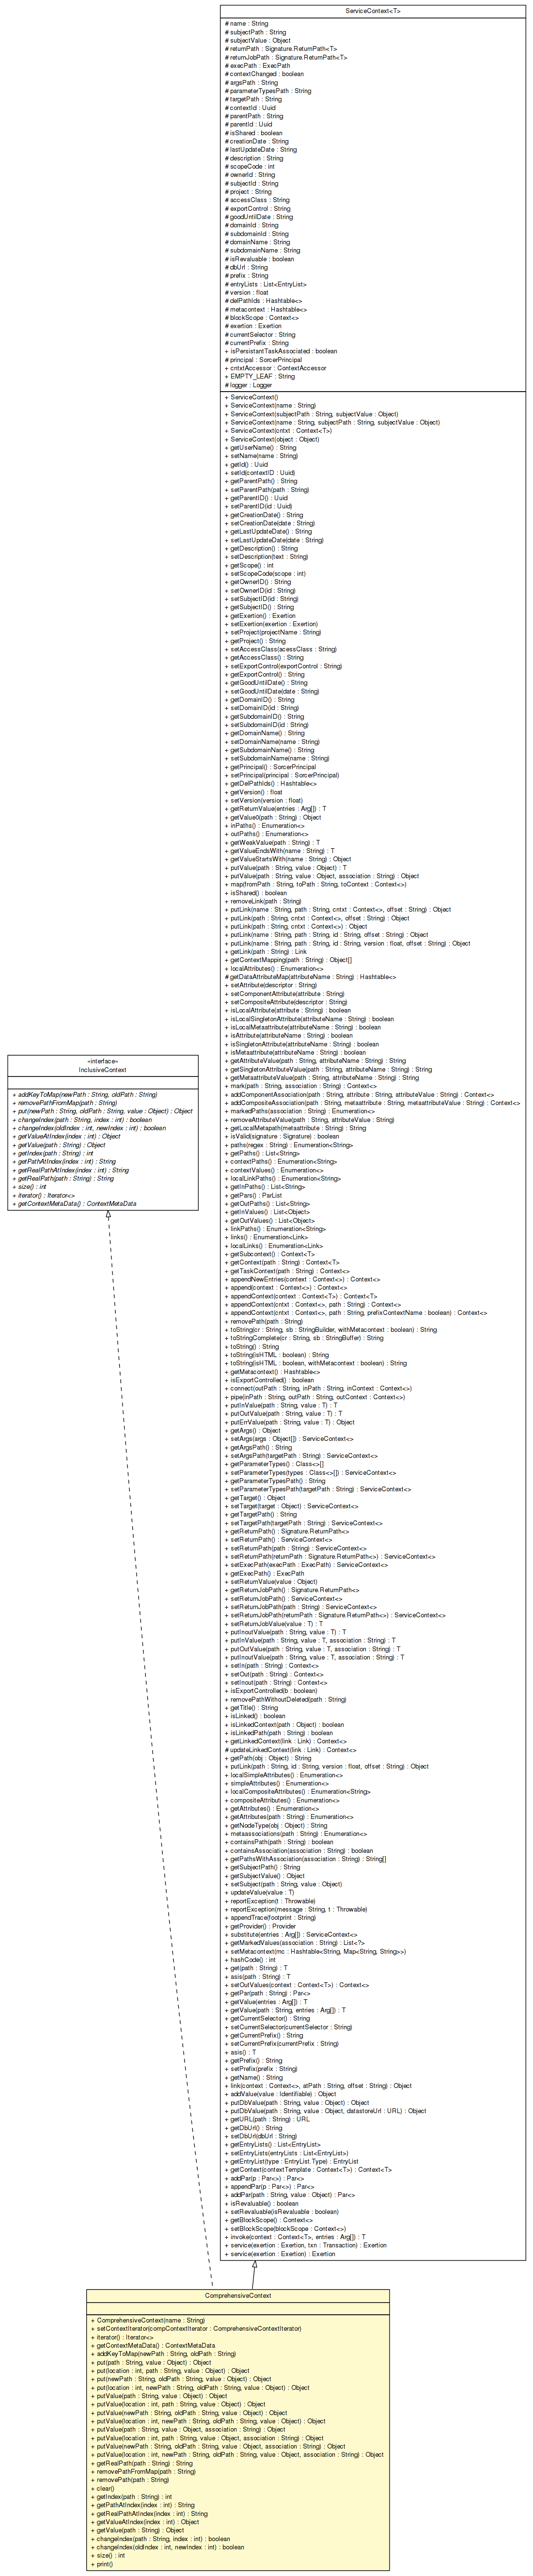 ServiceContext<T>
# name : String
# subjectPath : String
# subjectValue : Object
# returnPath : Signature.ReturnPath<T>
# returnJobPath : Signature.ReturnPath<T>
# execPath : ExecPath
# contextChanged : boolean
# argsPath : String
# parameterTypesPath : String
# targetPath : String
# contextId : Uuid
# parentPath : String
# parentId : Uuid
# isShared : boolean
# creationDate : String
# lastUpdateDate : String
# description : String
# scopeCode : int
# ownerId : String
# subjectId : String
# project : String
# accessClass : String
# exportControl : String
# goodUntilDate : String
# domainId : String
# subdomainId : String
# domainName : String
# subdomainName : String
# isRevaluable : boolean
# dbUrl : String
# prefix : String
# entryLists : List<EntryList>
# version : float
# delPathIds : Hashtable<>
# metacontext : Hashtable<>
# blockScope : Context<>
# exertion : Exertion
# currentSelector : String
# currentPrefix : String
+ isPersistantTaskAssociated : boolean
# principal : SorcerPrincipal
+ cntxtAccessor : ContextAccessor
+ EMPTY_LEAF : String
# logger : Logger
+ ServiceContext()
+ ServiceContext(name : String)
+ ServiceContext(subjectPath : String, subjectValue : Object)
+ ServiceContext(name : String, subjectPath : String, subjectValue : Object)
+ ServiceContext(cntxt : Context<T>)
+ ServiceContext(object : Object)
+ getUserName() : String
+ setName(name : String)
+ getId() : Uuid
+ setId(contextID : Uuid)
+ getParentPath() : String
+ setParentPath(path : String)
+ getParentID() : Uuid
+ setParentID(id : Uuid)
+ getCreationDate() : String
+ setCreationDate(date : String)
+ getLastUpdateDate() : String
+ setLastUpdateDate(date : String)
+ getDescription() : String
+ setDescription(text : String)
+ getScope() : int
+ setScopeCode(scope : int)
+ getOwnerID() : String
+ setOwnerID(id : String)
+ setSubjectID(id : String)
+ getSubjectID() : String
+ getExertion() : Exertion
+ setExertion(exertion : Exertion)
+ setProject(projectName : String)
+ getProject() : String
+ setAccessClass(acessClass : String)
+ getAccessClass() : String
+ setExportControl(exportControl : String)
+ getExportControl() : String
+ getGoodUntilDate() : String
+ setGoodUntilDate(date : String)
+ getDomainID() : String
+ setDomainID(id : String)
+ getSubdomainID() : String
+ setSubdomainID(id : String)
+ getDomainName() : String
+ setDomainName(name : String)
+ getSubdomainName() : String
+ setSubdomainName(name : String)
+ getPrincipal() : SorcerPrincipal
+ setPrincipal(principal : SorcerPrincipal)
+ getDelPathIds() : Hashtable<>
+ getVersion() : float
+ setVersion(version : float)
+ getReturnValue(entries : Arg[]) : T
+ getValue0(path : String) : Object
+ inPaths() : Enumeration<>
+ outPaths() : Enumeration<>
+ getWeakValue(path : String) : T
+ getValueEndsWith(name : String) : T
+ getValueStartsWith(name : String) : Object
+ putValue(path : String, value : Object) : T
+ putValue(path : String, value : Object, association : String) : Object
+ map(fromPath : String, toPath : String, toContext : Context<>)
+ isShared() : boolean
+ removeLink(path : String)
+ putLink(name : String, path : String, cntxt : Context<>, offset : String) : Object
+ putLink(path : String, cntxt : Context<>, offset : String) : Object
+ putLink(path : String, cntxt : Context<>) : Object
+ putLink(name : String, path : String, id : String, offset : String) : Object
+ putLink(name : String, path : String, id : String, version : float, offset : String) : Object
+ getLink(path : String) : Link
+ getContextMapping(path : String) : Object[]
+ localAttributes() : Enumeration<>
# getDataAttributeMap(attributeName : String) : Hashtable<>
+ setAttribute(descriptor : String)
+ setComponentAttribute(attribute : String)
+ setCompositeAttribute(descriptor : String)
+ isLocalAttribute(attribute : String) : boolean
+ isLocalSingletonAttribute(attributeName : String) : boolean
+ isLocalMetaattribute(attributeName : String) : boolean
+ isAttribute(attributeName : String) : boolean
+ isSingletonAttribute(attributeName : String) : boolean
+ isMetaattribute(attributeName : String) : boolean
+ getAttributeValue(path : String, attributeName : String) : String
+ getSingletonAttributeValue(path : String, attributeName : String) : String
+ getMetaattributeValue(path : String, attributeName : String) : String
+ mark(path : String, association : String) : Context<>
+ addComponentAssociation(path : String, attribute : String, attributeValue : String) : Context<>
+ addCompositeAssociation(path : String, metaattribute : String, metaattributeValue : String) : Context<>
+ markedPaths(association : String) : Enumeration<>
+ removeAttributeValue(path : String, attributeValue : String)
+ getLocalMetapath(metaattribute : String) : String
+ isValid(signature : Signature) : boolean
+ paths(regex : String) : Enumeration<String>
+ getPaths() : List<String>
+ contextPaths() : Enumeration<String>
+ contextValues() : Enumeration<>
+ localLinkPaths() : Enumeration<String>
+ getInPaths() : List<String>
+ getPars() : ParList
+ getOutPaths() : List<String>
+ getInValues() : List<Object>
+ getOutValues() : List<Object>
+ linkPaths() : Enumeration<String>
+ links() : Enumeration<Link>
+ localLinks() : Enumeration<Link>
+ getSubcontext() : Context<T>
+ getContext(path : String) : Context<T>
+ getTaskContext(path : String) : Context<>
+ appendNewEntries(context : Context<>) : Context<>
+ append(context : Context<>) : Context<>
+ appendContext(context : Context<T>) : Context<T>
+ appendContext(cntxt : Context<>, path : String) : Context<>
+ appendContext(cntxt : Context<>, path : String, prefixContextName : boolean) : Context<>
+ removePath(path : String)
+ toString(cr : String, sb : StringBuilder, withMetacontext : boolean) : String
+ toStringComplete(cr : String, sb : StringBuffer) : String
+ toString() : String
+ toString(isHTML : boolean) : String
+ toString(isHTML : boolean, withMetacontext : boolean) : String
+ getMetacontext() : Hashtable<>
+ isExportControlled() : boolean
+ connect(outPath : String, inPath : String, inContext : Context<>)
+ pipe(inPath : String, outPath : String, outContext : Context<>)
+ putInValue(path : String, value : T) : T
+ putOutValue(path : String, value : T) : T
+ putErrValue(path : String, value : T) : Object
+ getArgs() : Object
+ setArgs(args : Object[]) : ServiceContext<>
+ getArgsPath() : String
+ setArgsPath(targetPath : String) : ServiceContext<>
+ getParameterTypes() : Class<>[]
+ setParameterTypes(types : Class<>[]) : ServiceContext<>
+ getParameterTypesPath() : String
+ setParameterTypesPath(targetPath : String) : ServiceContext<>
+ getTarget() : Object
+ setTarget(target : Object) : ServiceContext<>
+ getTargetPath() : String
+ setTargetPath(targetPath : String) : ServiceContext<>
+ getReturnPath() : Signature.ReturnPath<>
+ setReturnPath() : ServiceContext<>
+ setReturnPath(path : String) : ServiceContext<>
+ setReturnPath(returnPath : Signature.ReturnPath<>) : ServiceContext<>
+ setExecPath(execPath : ExecPath) : ServiceContext<>
+ getExecPath() : ExecPath
+ setReturnValue(value : Object)
+ getReturnJobPath() : Signature.ReturnPath<>
+ setReturnJobPath() : ServiceContext<>
+ setReturnJobPath(path : String) : ServiceContext<>
+ setReturnJobPath(returnPath : Signature.ReturnPath<>) : ServiceContext<>
+ setReturnJobValue(value : T) : T
+ putInoutValue(path : String, value : T) : T
+ putInValue(path : String, value : T, association : String) : T
+ putOutValue(path : String, value : T, association : String) : T
+ putInoutValue(path : String, value : T, association : String) : T
+ setIn(path : String) : Context<>
+ setOut(path : String) : Context<>
+ setInout(path : String) : Context<>
+ isExportControlled(b : boolean)
+ removePathWithoutDeleted(path : String)
+ getTitle() : String
+ isLinked() : boolean
+ isLinkedContext(path : Object) : boolean
+ isLinkedPath(path : String) : boolean
+ getLinkedContext(link : Link) : Context<>
# updateLinkedContext(link : Link) : Context<>
+ getPath(obj : Object) : String
+ putLink(path : String, id : String, version : float, offset : String) : Object
+ localSimpleAttributes() : Enumeration<>
+ simpleAttributes() : Enumeration<>
+ localCompositeAttributes() : Enumeration<String>
+ compositeAttributes() : Enumeration<>
+ getAttributes() : Enumeration<>
+ getAttributes(path : String) : Enumeration<>
+ getNodeType(obj : Object) : String
+ metaassociations(path : String) : Enumeration<>
+ containsPath(path : String) : boolean
+ containsAssociation(association : String) : boolean
+ getPathsWithAssociation(association : String) : String[]
+ getSubjectPath() : String
+ getSubjectValue() : Object
+ setSubject(path : String, value : Object)
+ updateValue(value : T)
+ reportException(t : Throwable)
+ reportException(message : String, t : Throwable)
+ appendTrace(footprint : String)
+ getProvider() : Provider
+ substitute(entries : Arg[]) : ServiceContext<>
+ getMarkedValues(association : String) : List<?>
+ setMetacontext(mc : Hashtable<String, Map<String, String>>)
+ hashCode() : int
+ get(path : String) : T
+ asis(path : String) : T
+ setOutValues(context : Context<T>) : Context<>
+ getPar(path : String) : Par<>
+ getValue(entries : Arg[]) : T
+ getValue(path : String, entries : Arg[]) : T
+ getCurrentSelector() : String
+ setCurrentSelector(currentSelector : String)
+ getCurrentPrefix() : String
+ setCurrentPrefix(currentPrefix : String)
+ asis() : T
+ getPrefix() : String
+ setPrefix(prefix : String)
+ getName() : String
+ link(context : Context<>, atPath : String, offset : String) : Object
+ addValue(value : Identifiable) : Object
+ putDbValue(path : String, value : Object) : Object
+ putDbValue(path : String, value : Object, datastoreUrl : URL) : Object
+ getURL(path : String) : URL
+ getDbUrl() : String
+ setDbUrl(dbUrl : String)
+ getEntryLists() : List<EntryList>
+ setEntryLists(entryLists : List<EntryList>)
+ getEntryList(type : EntryList.Type) : EntryList
+ getContext(contextTemplate : Context<T>) : Context<T>
+ addPar(p : Par<>) : Par<>
+ appendPar(p : Par<>) : Par<>
+ addPar(path : String, value : Object) : Par<>
+ isRevaluable() : boolean
+ setRevaluable(isRevaluable : boolean)
+ getBlockScope() : Context<>
+ setBlockScope(blockScope : Context<>)
+ invoke(context : Context<T>, entries : Arg[]) : T
+ service(exertion : Exertion, txn : Transaction) : Exertion
+ service(exertion : Exertion) : Exertion
«interface»
InclusiveContext
+ addKeyToMap(newPath : String, oldPath : String)
+ removePathFromMap(path : String)
+ put(newPath : String, oldPath : String, value : Object) : Object
+ changeIndex(path : String, index : int) : boolean
+ changeIndex(oldIndex : int, newIndex : int) : boolean
+ getValueAtIndex(index : int) : Object
+ getValue(path : String) : Object
+ getIndex(path : String) : int
+ getPathAtIndex(index : int) : String
+ getRealPathAtIndex(index : int) : String
+ getRealPath(path : String) : String
+ size() : int
+ iterator() : Iterator<>
+ getContextMetaData() : ContextMetaData
ComprehensiveContext
+ ComprehensiveContext(name : String)
+ setContextIterator(compContextIterator : ComprehensiveContextIterator)
+ iterator() : Iterator<>
+ getContextMetaData() : ContextMetaData
+ addKeyToMap(newPath : String, oldPath : String)
+ put(path : String, value : Object) : Object
+ put(location : int, path : String, value : Object) : Object
+ put(newPath : String, oldPath : String, value : Object) : Object
+ put(location : int, newPath : String, oldPath : String, value : Object) : Object
+ putValue(path : String, value : Object) : Object
+ putValue(location : int, path : String, value : Object) : Object
+ putValue(newPath : String, oldPath : String, value : Object) : Object
+ putValue(location : int, newPath : String, oldPath : String, value : Object) : Object
+ putValue(path : String, value : Object, association : String) : Object
+ putValue(location : int, path : String, value : Object, association : String) : Object
+ putValue(newPath : String, oldPath : String, value : Object, association : String) : Object
+ putValue(location : int, newPath : String, oldPath : String, value : Object, association : String) : Object
+ getRealPath(path : String) : String
+ removePathFromMap(path : String)
+ removePath(path : String)
+ clear()
+ getIndex(path : String) : int
+ getPathAtIndex(index : int) : String
+ getRealPathAtIndex(index : int) : String
+ getValueAtIndex(index : int) : Object
+ getValue(path : String) : Object
+ changeIndex(path : String, index : int) : boolean
+ changeIndex(oldIndex : int, newIndex : int) : boolean
+ size() : int
+ print()